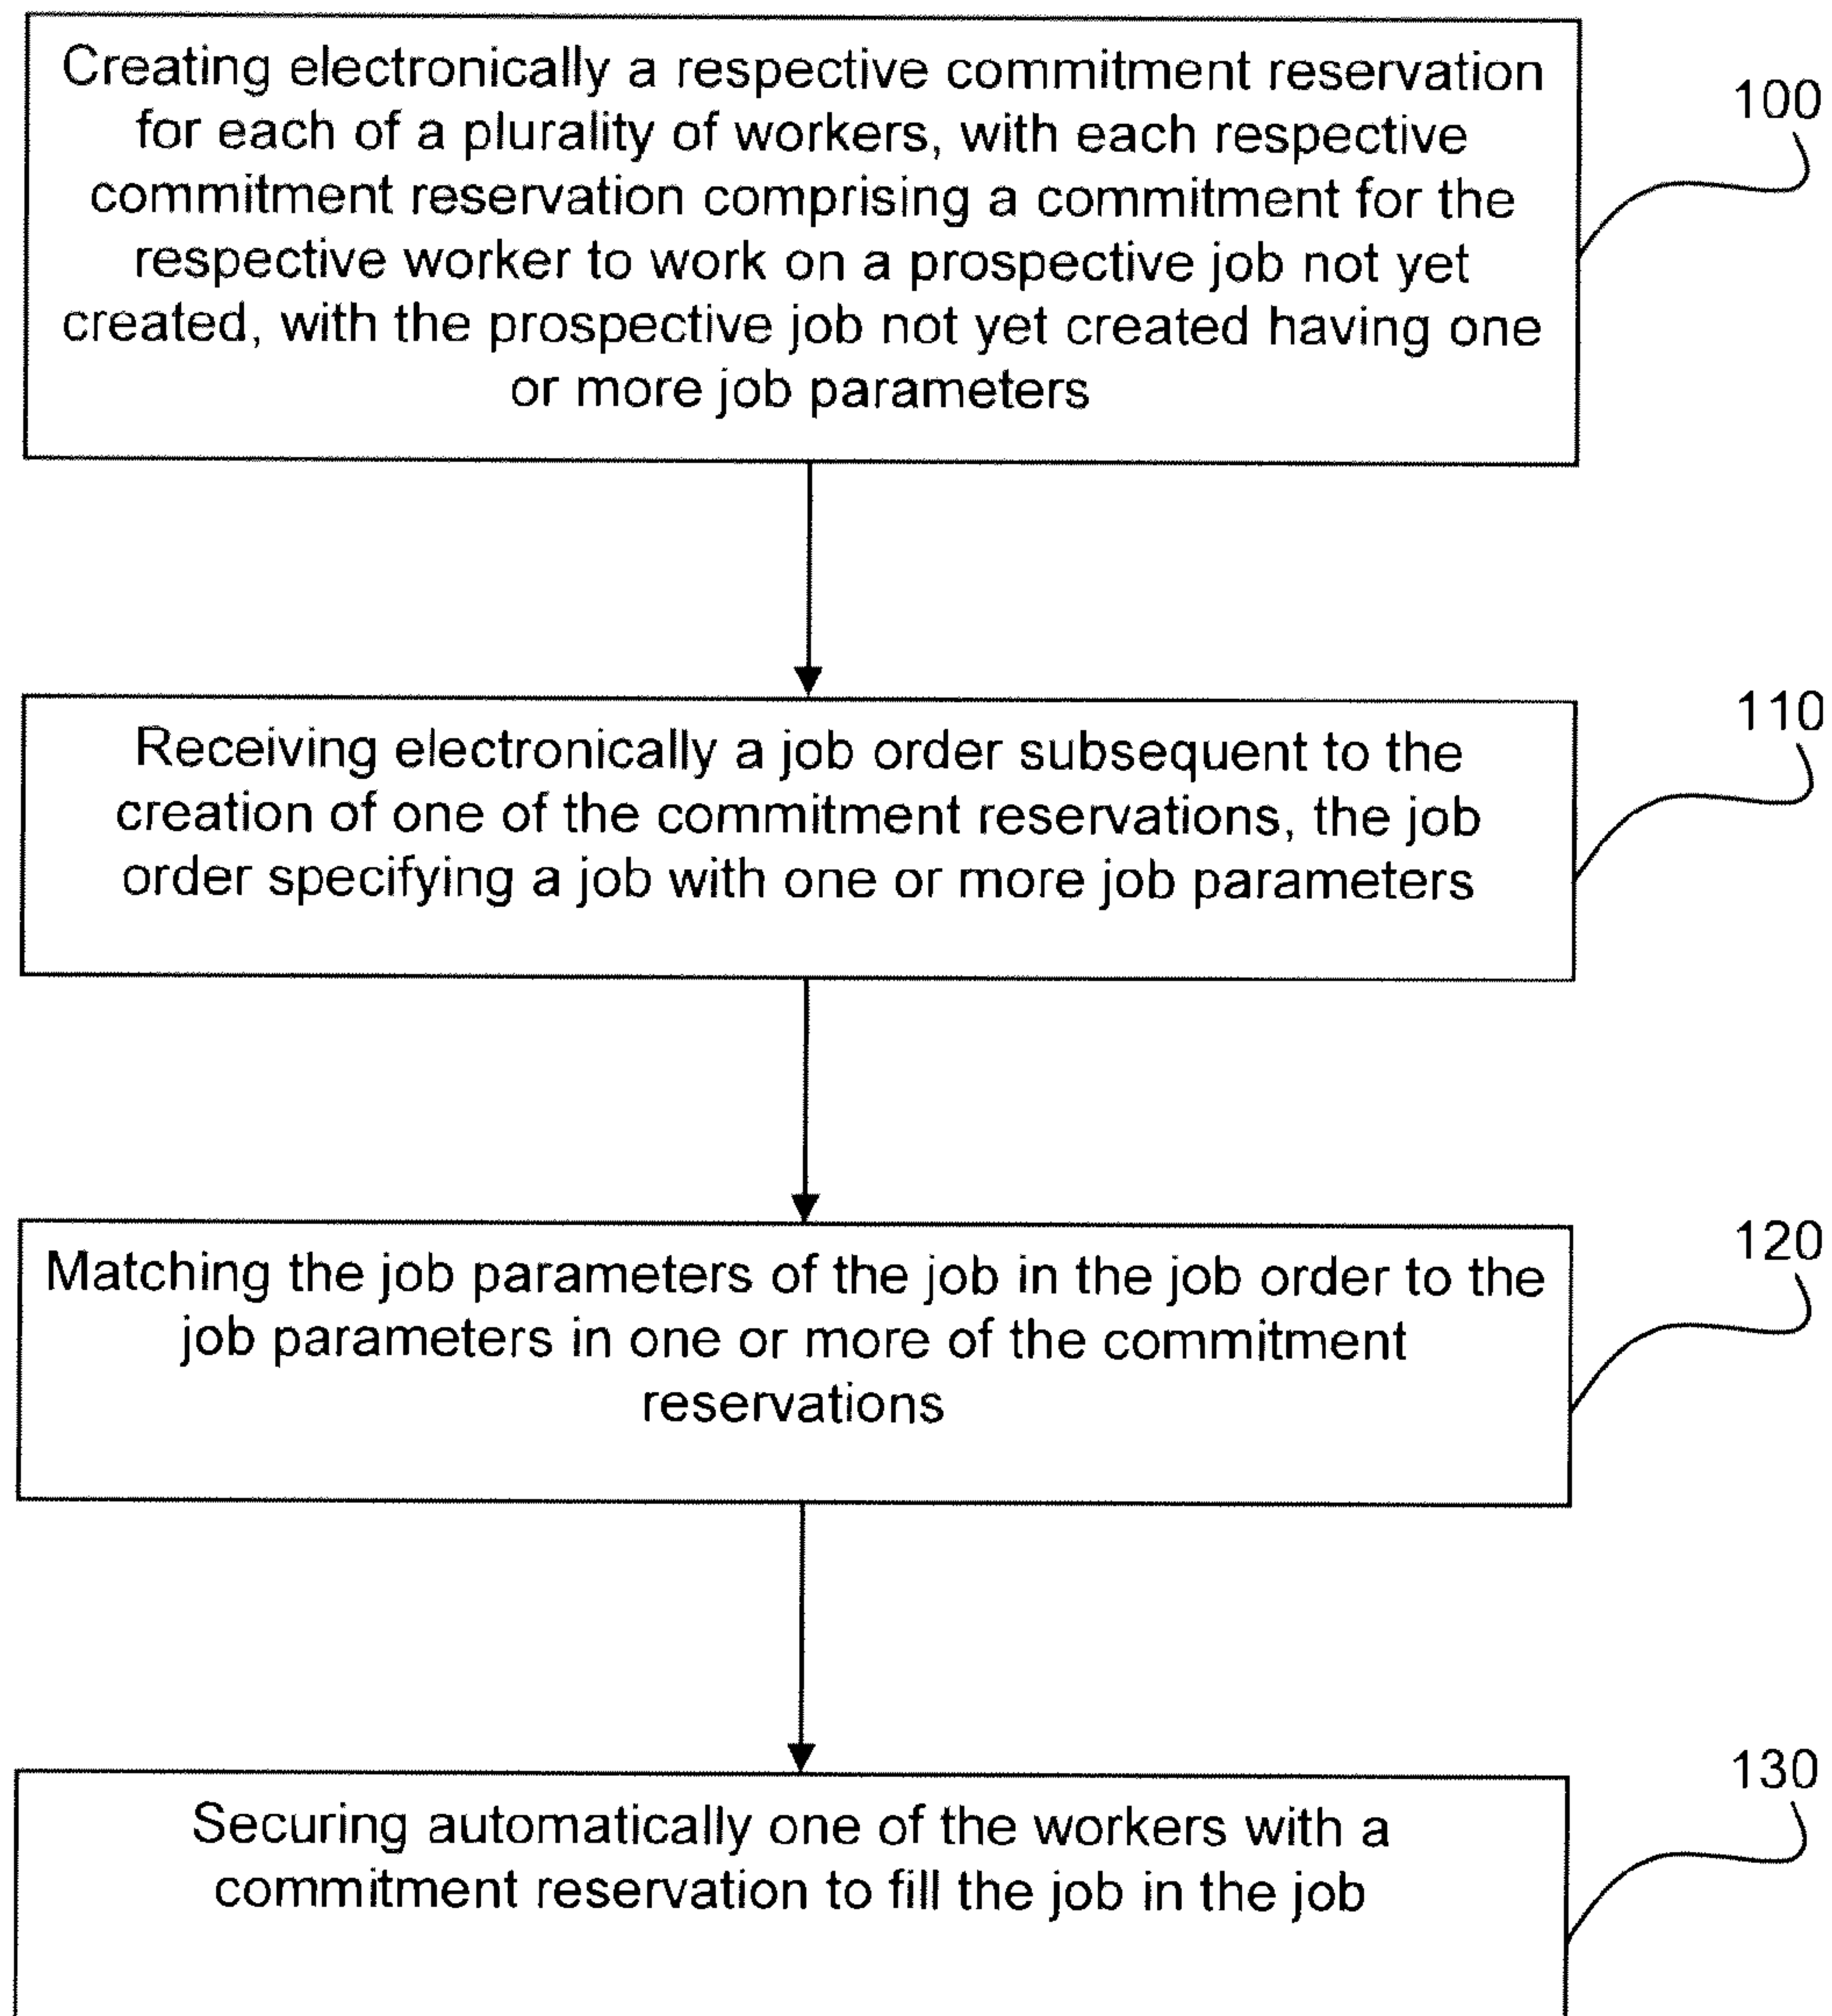 Creating electronically a respective commitment reservation
for each of a plurality of workers, with each respective
commitment reservation comprising a commitment for the
respective worker to work on a prospective job not yet
created, with the prospective job not yet created having one
or more job parameters
100
Receiving electronically a job order subsequent to the
creation of one of the commitment reservations, the job
order specifying a job with one or more job parameters
110
Matching the job parameters of the job in the job order to the
job parameters in one or more of the commitment
reservations
120
Securing automatically one of the workers with a
commitment reservation to fill the job in the job
130